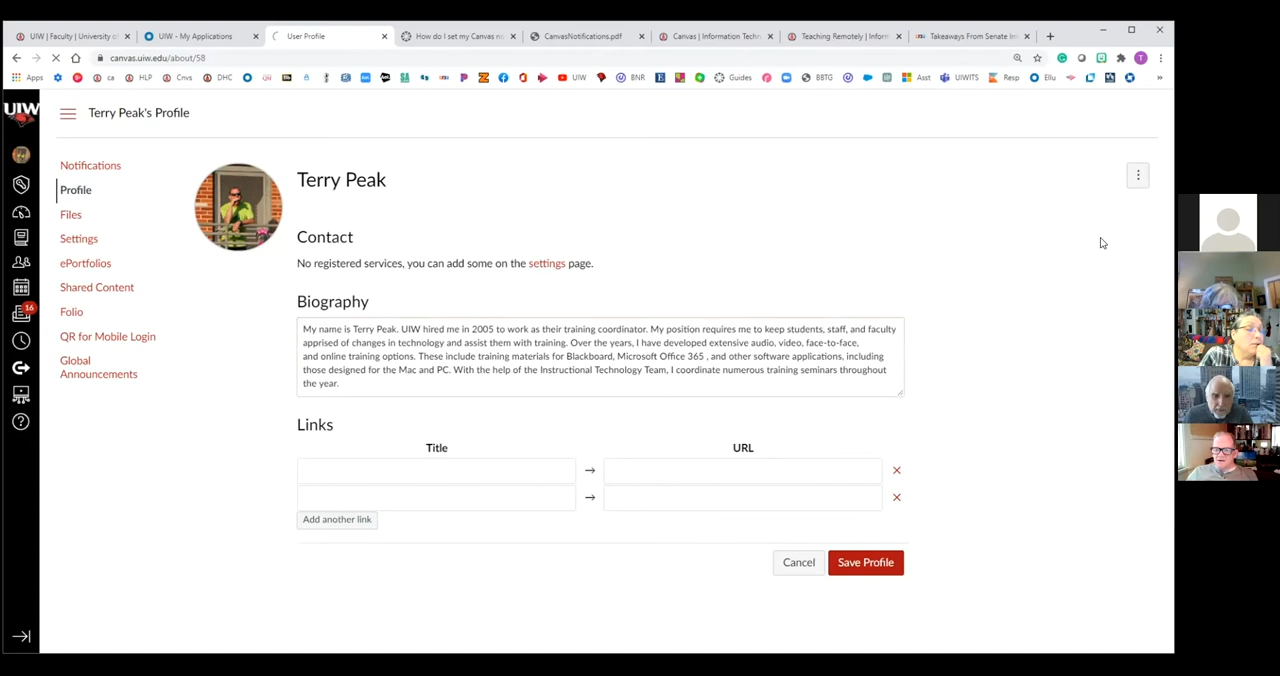 UIW | Faculty | University of
UIW - My Applications
User Profile
How do I set my Canvas no
CanvasNotifications.pdf
Canvas | Information Techn
Teaching Remotely | Inform
Takeaways From Senate Im
canvas.uiw.edu/about/58
T
Apps
ca
HLP
Cnvs
DHC
UIW
BNR
Guides
BBTG
Asst
UIWITS
Resp
Ellu
UIW
Terry Peak's Profile
Notifications
Profile
Files
Settings
ePortfolios
Shared Content
Folio
QR for Mobile Login
Global
Announcements
16
Terry Peak
Contact
No registered services, you can add some on the settings page.
Biography
My name is Terry Peak. UIW hired me in 2005 to work as their training coordinator. My position requires me to keep students, staff, and faculty
apprised of changes in technology and assist them with training. Over the years, I have developed extensive audio, video, face-to-face,
and online training options. These include training materials for Blackboard, Microsoft Office 365 , and other software applications, including
those designed for the Mac and PC. With the help of the Instructional Technology Team, I coordinate numerous training seminars throughout
the year.
Links
Title URL
Add another link
Cancel Save Profile